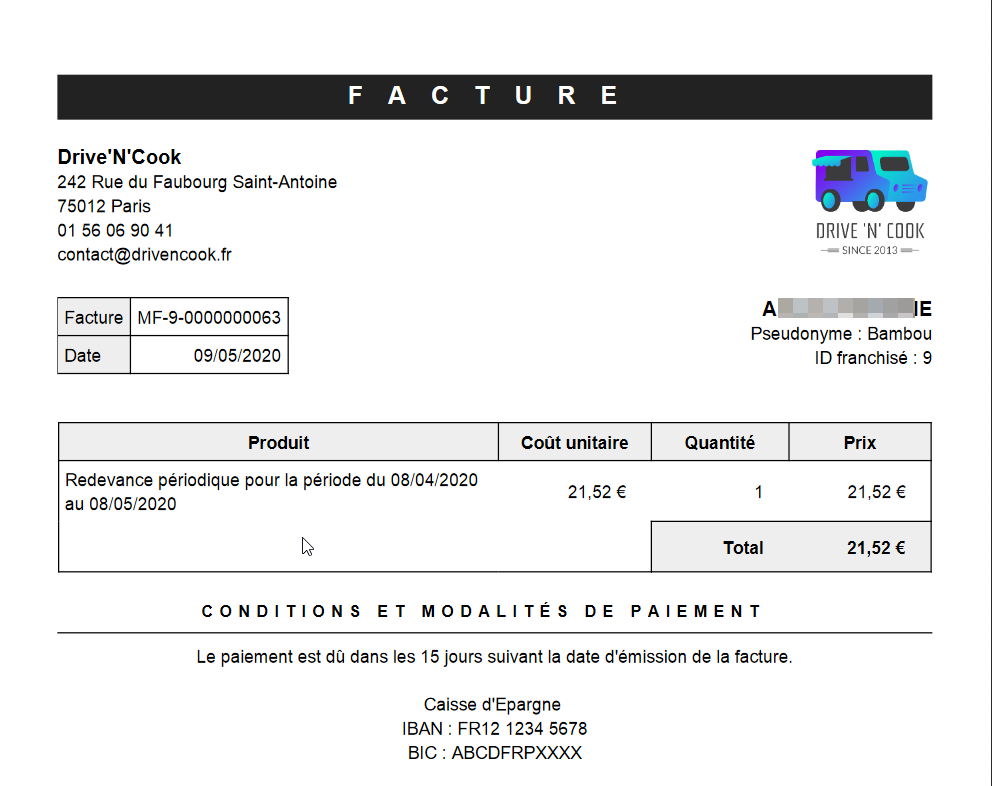 FACTURE
Drive'N'Cook
242 Rue du Faubourg Saint-Antoine
75012 Paris
01 56 06 90 41
contact@drivencook.fr
DRIVE 'N' COOK
SINCE 2013
Facture MF-9-0000000063
Date 09/05/2020
Pseudonyme : Bambou
ID franchisé : 9
Produit Coût unitaire Quantité Prix
Redevance périodique pour la période du 08/04/2020
au 08/05/2020
21,52 € 1 21,52 €
Total 21,52 €
CONDITIONS ET MODALITÉS DE PAIEMENT
Le paiement est dû dans les 15 jours suivant la date d'émission de la facture.
Caisse d'Epargne
IBAN : FR12 1234 5678
BIC : ABCDFRPXXXX